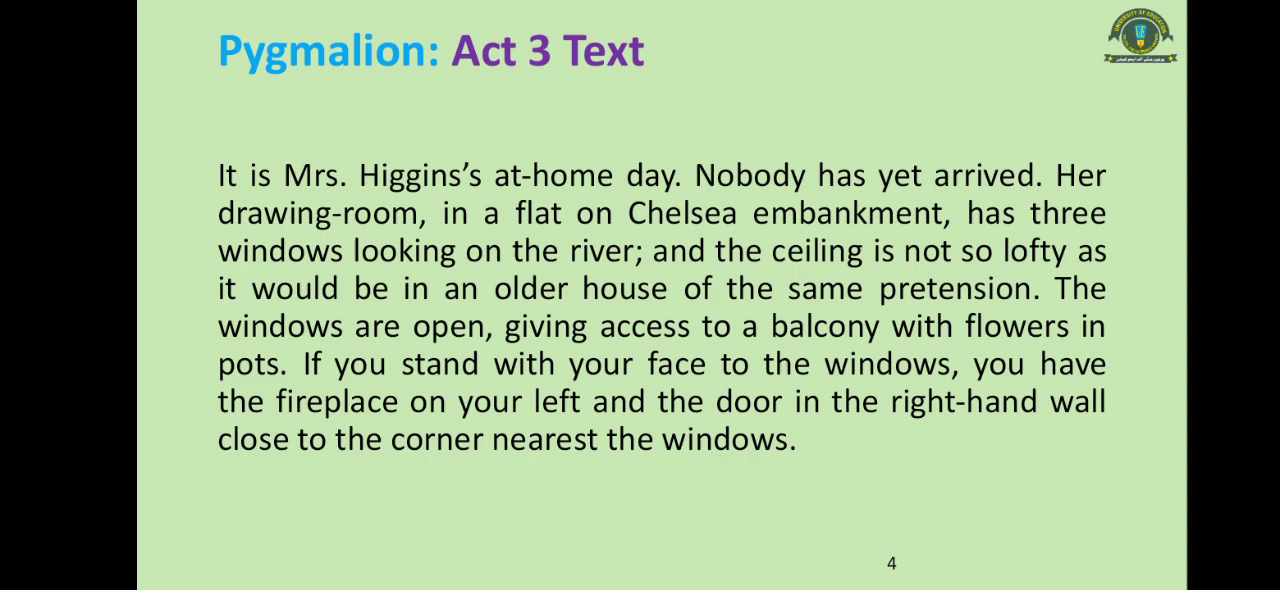 Pygmalion: Act 3 Text
UNIVERSITY OF EDUCATION
It is Mrs. Higgins’s at-home day. Nobody has yet arrived. Her
drawing-room, in a flat on Chelsea embankment, has three
windows looking on the river; and the ceiling is not so lofty as
it would be in an older house of the same pretension. The
windows are open, giving access to a balcony with flowers in
pots. If you stand with your face to the windows, you have
the fireplace on your left and the door in the right-hand wall
close to the corner nearest the windows.
4